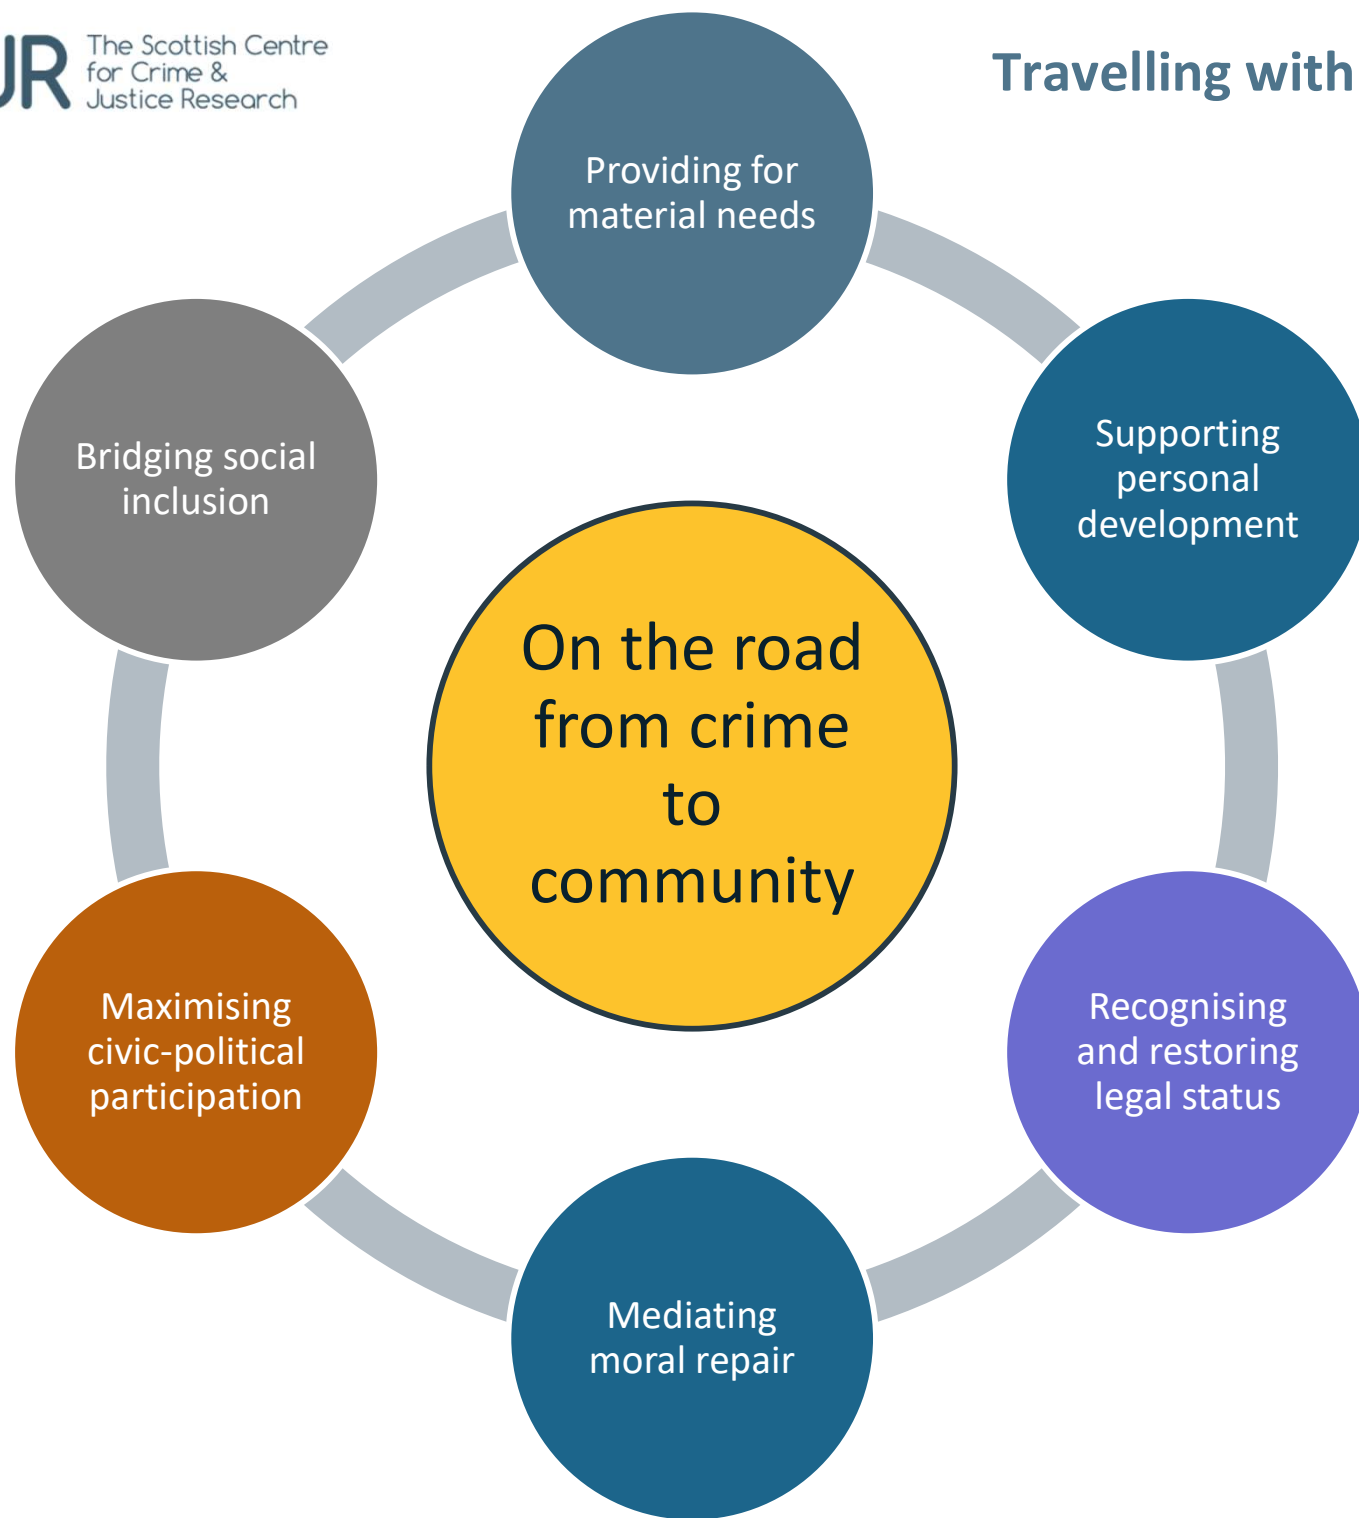 JR
The Scottish Centre
for Crime &
Justice Research
Travelling with
Providing for
material needs
Supporting
personal
development
Recognising
and restoring
legal status
Mediating
moral repair
Maximising
civic-political
participation
Bridging social
inclusion
On the road
from crime
to
community